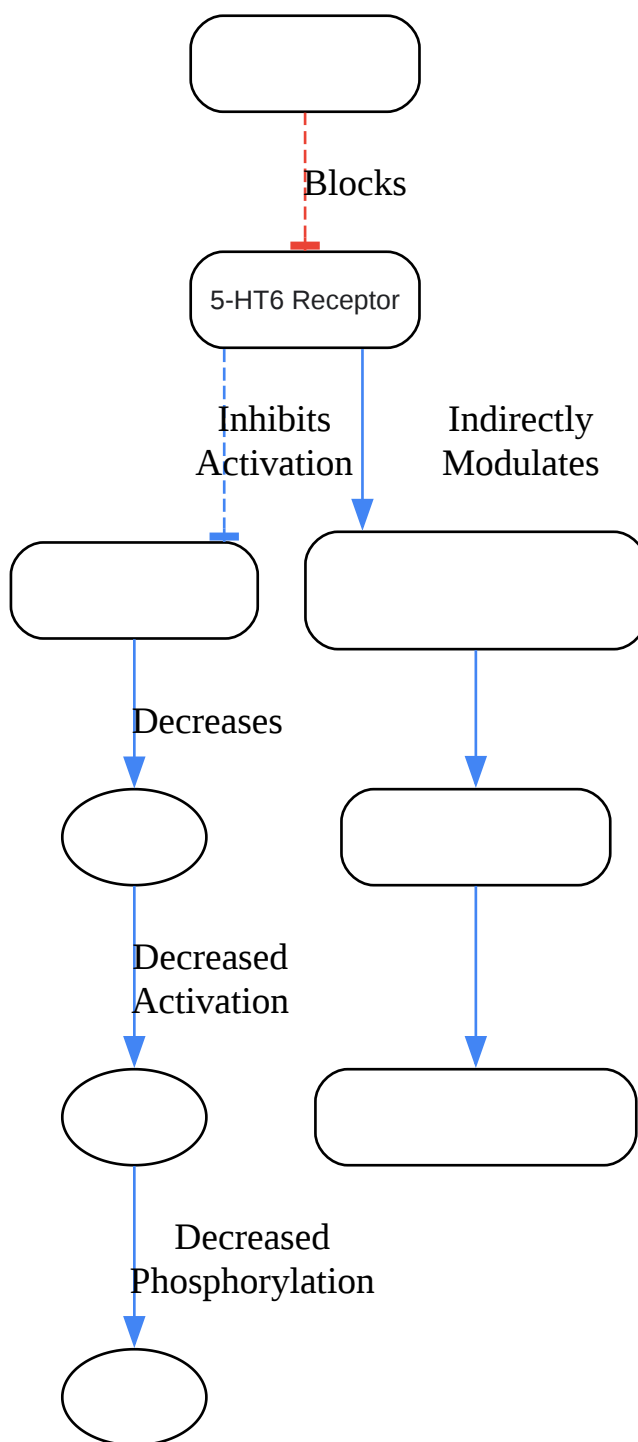 Blocks
5-HT6 Receptor
Inhibits
Activation
Indirectly
Modulates
Decreases
Decreased
Activation
Decreased
Phosphorylation